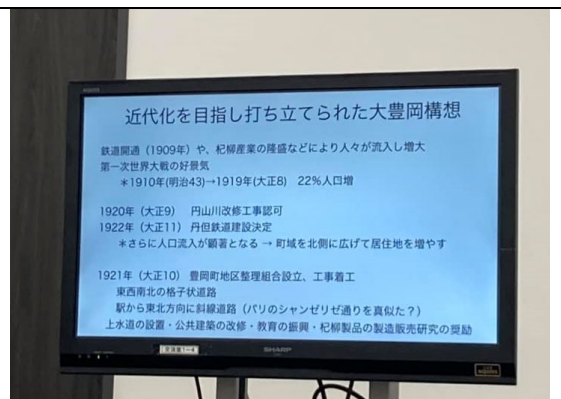 近代化を目指し打ち立てられた大豊岡構想
鉄道開通（1909年）や、杞柳産業の隆盛などにより人々が流入し増大
第一次世界大戦の好景気
＊1910年(明治43)→1919年(大正8)　22％人口増
1920年（大正9）　円山川改修工事認可
1922年（大正11）　丹但鉄道建設決定
＊さらに人口流入が顕著となる → 町域を北側に広げて居住地を増やす
1921年（大正10）　豊岡町地区整理組合設立、工事着工
東西南北の格子状道路
駅から東北方向に斜線道路（パリのシャンゼリゼ通りを真似た？）
上水道の設置・公共建築の改修・教育の振興・杞柳製品の製造販売研究の奨励
SHARP